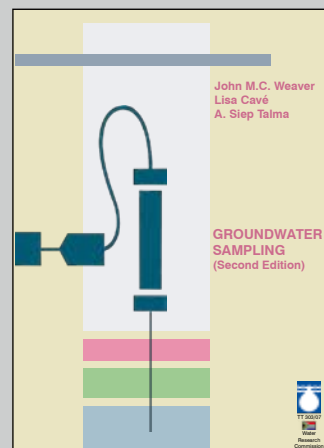 John M.C. Weaver
Lisa Cavé
A. Siep Talma
GROUNDWATER
SAMPLING
(Second Edition)
TT 303/07
Water
Research
Commission